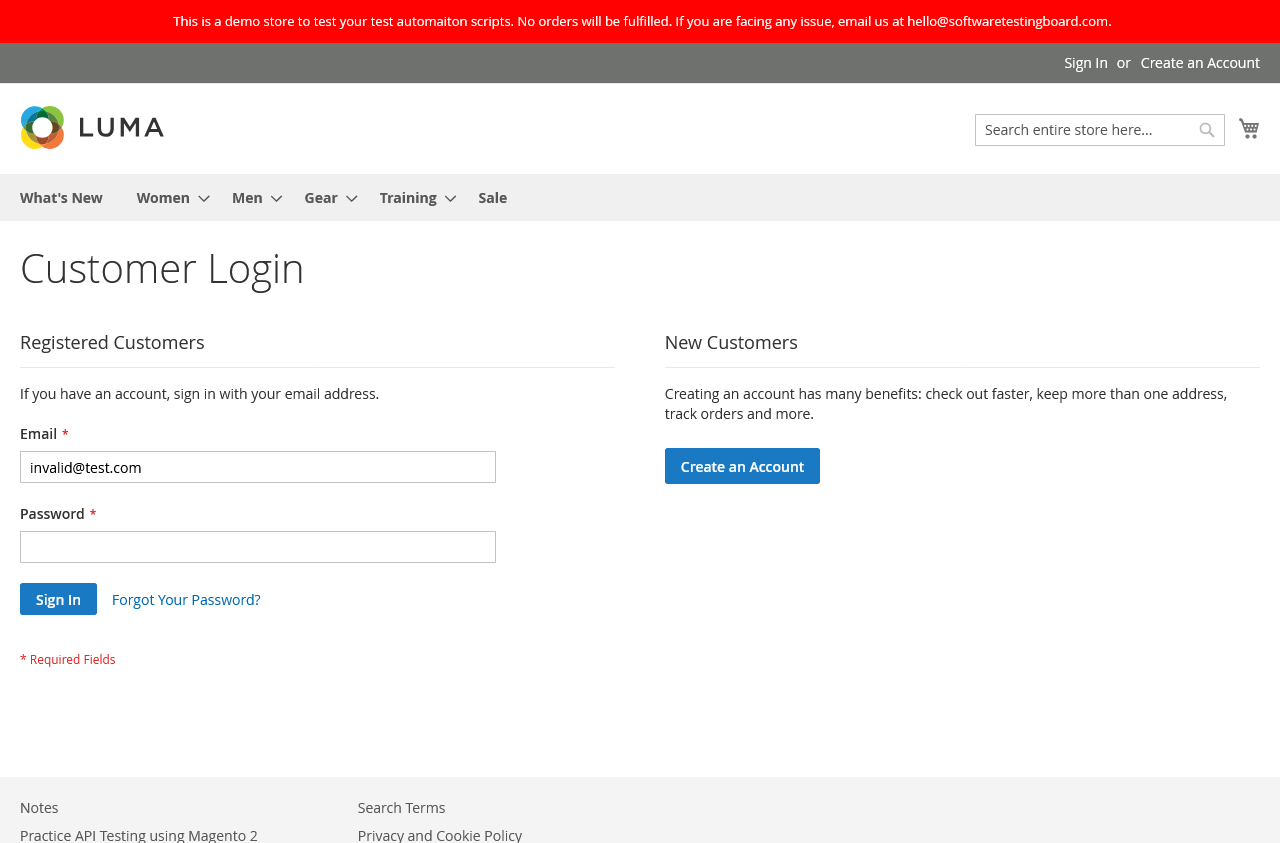 This is a demo store to test your test automaiton scripts. No orders will be fulfilled. If you are facing any issue, email us at hello@softwaretestingboard.com.
Sign In or Create an Account
LUMA
Search entire store here...
What's New Women Men Gear Training Sale
Customer Login
Registered Customers
If you have an account, sign in with your email address.
Email *
invalid@test.com
Password *
Sign In Forgot Your Password?
* Required Fields
New Customers
Creating an account has many benefits: check out faster, keep more than one address,
track orders and more.
Create an Account
Notes
Practice API Testing using Magento 2
Search Terms
Privacy and Cookie Policy